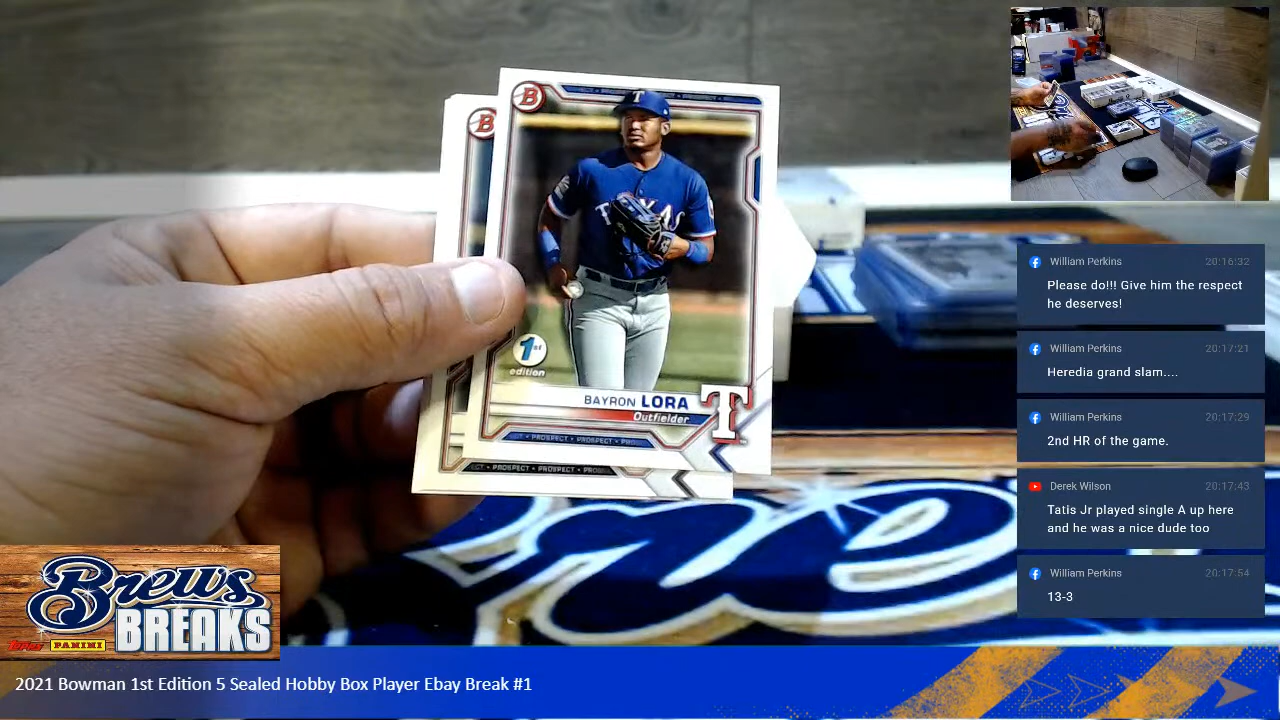 B
B
T
TEXAS
1st
edition
BAYRON LORA
Outfielder
T
PROSPECT • PROSPECT
PROSPECT • PROSPECT
William Perkins 20:16:32
Please do!!! Give him the respect
he deserves!
William Perkins 20:17:21
Heredia grand slam....
William Perkins 20:17:29
2nd HR of the game.
Derek Wilson 20:17:43
Tatis Jr played single A up here
and he was a nice dude too
William Perkins 20:17:54
13-3
Brews
BREAKS
Topps PANINI
2021 Bowman 1st Edition 5 Sealed Hobby Box Player Ebay Break #1